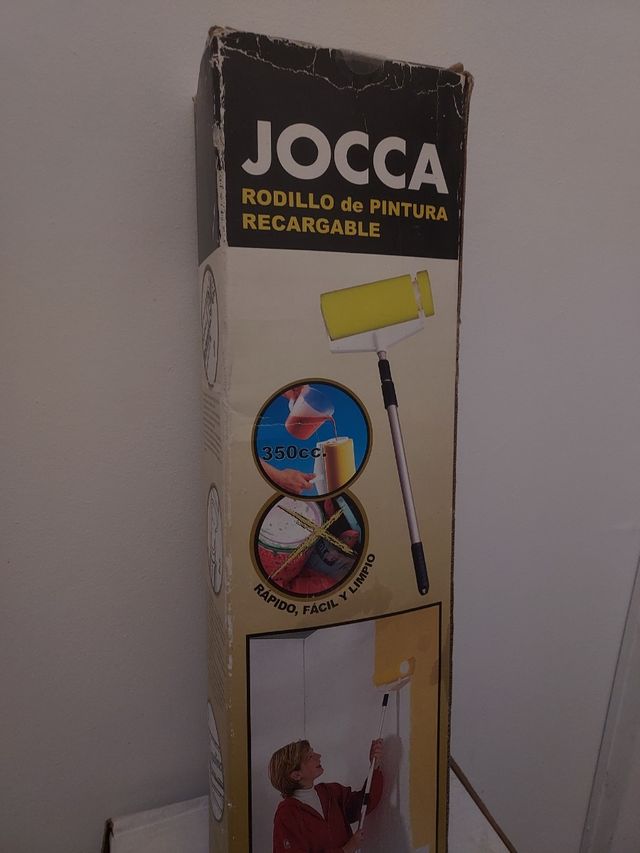 JOCCA
RODILLO de PINTURA
RECARGABLE
350cc.
RÁPIDO, FÁCIL Y LIMPIO